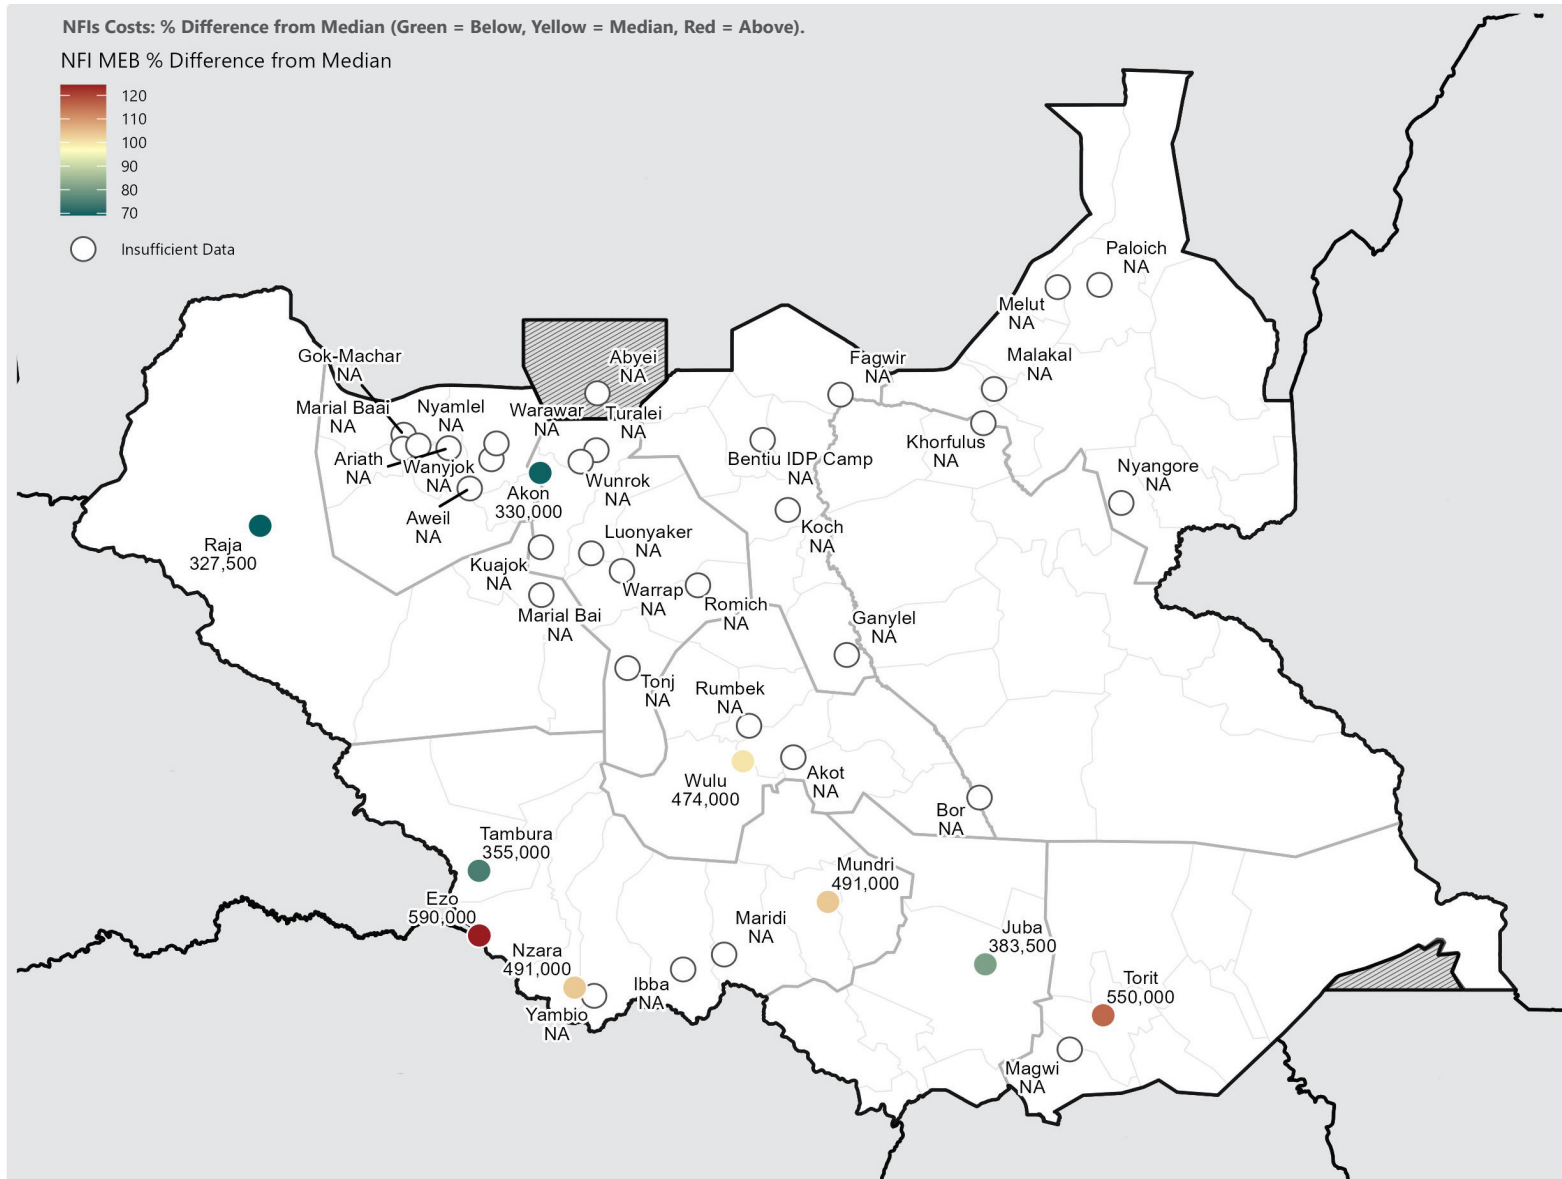 NFIs Costs: % Difference from Median (Green = Below, Yellow = Median, Red = Above).
NFI MEB % Difference from Median
120
110
100
90
80
70
Insufficient Data
Paloich
NA
Melut
NA
Malakal
NA
Fagwir
NA
Khorfulus
NA
Nyangore
NA
Gok-Machar
NA
Abyei
NA
Marial Baai
NA
Nyamlel
NA
Warawar
NA
Turalei
NA
Ariath
NA
Wanyjok
NA
Wunrok
NA
Bentiu IDP Camp
NA
Akon
330,000
Aweil
NA
Raja
327,500
Koch
NA
Luonyaker
NA
Kuajok
NA
Warrap
NA
Romich
NA
Marial Bai
NA
Ganylel
NA
Tonj
NA
Rumbek
NA
Wulu
474,000
Akot
NA
Bor
NA
Tambura
355,000
Mundri
491,000
Ezo
590,000
Maridi
NA
Juba
383,500
Nzara
491,000
Ibba
NA
Torit
550,000
Yambio
NA
Magwi
NA